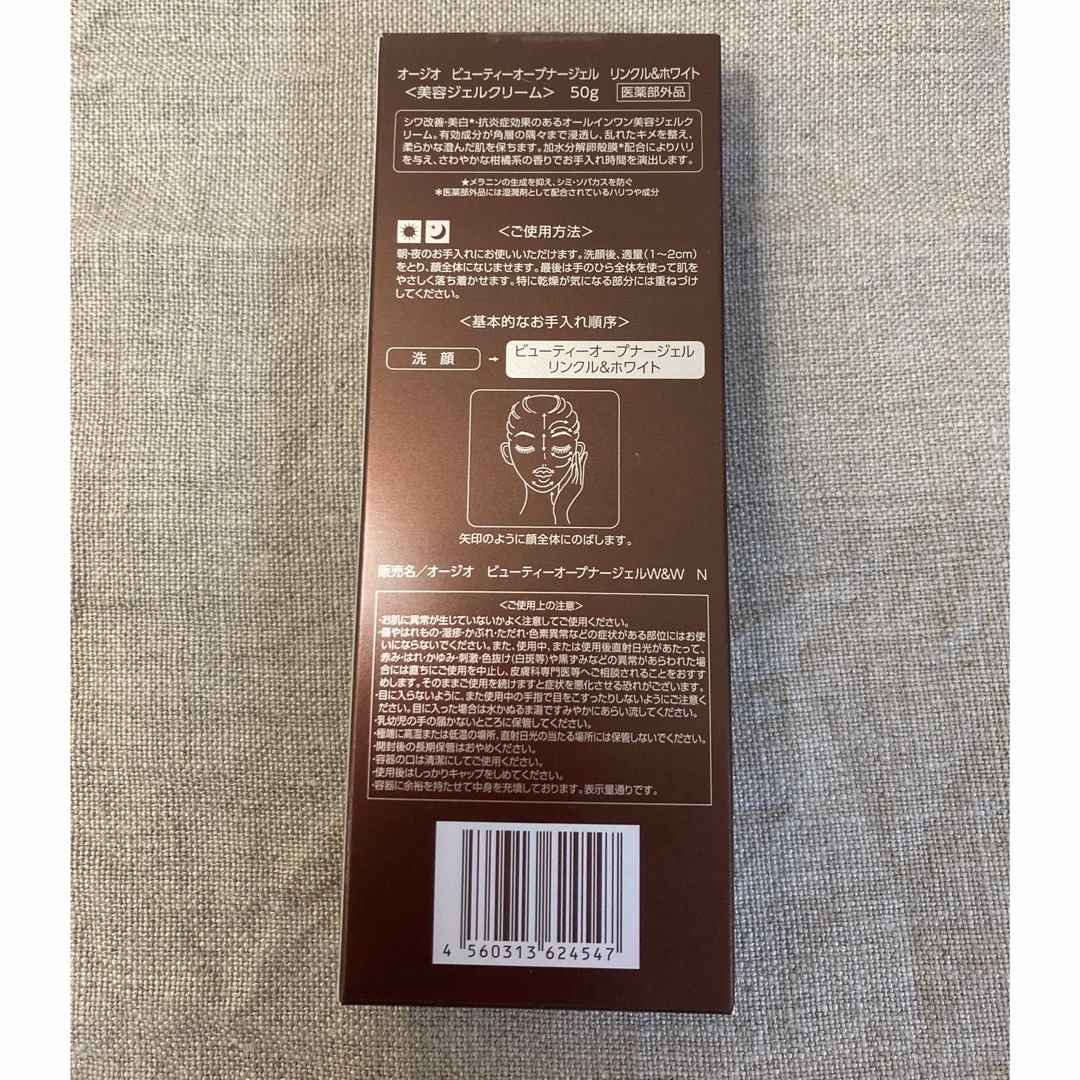 オージオ ビューティーオープナージェル リンクル&ホワイト
＜美容ジェルクリーム＞ 50g 医薬部外品
シワ改善・美白★・抗炎症効果のあるオールインワン美容ジェルク
リーム。有効成分が角層の隅々まで浸透し、乱れたキメを整え、
柔らかな澄んだ肌を保ちます。加水分解卵殻膜＊配合によりハリ
を与え、さわやかな柑橘系の香りでお手入れ時間を演出します。
★メラニンの生成を抑え、シミ・ソバカスを防ぐ
＊医薬部外品には湿潤剤として配合されているハリつや成分
＜ご使用方法＞
朝・夜のお手入れにお使いいただけます。洗顔後、適量(1～2cm)
をとり、顔全体になじませます。最後は手のひら全体を使って肌を
やさしく落ち着かせます。特に乾燥が気になる部分には重ねづけ
してください。
＜基本的なお手入れ順序＞
洗顔 → ビューティーオープナージェル
リンクル&ホワイト
矢印のように顔全体にのばします。
販売名／オージオ ビューティーオープナージェルW&W N
＜ご使用上の注意＞
・お肌に異常が生じていないかよく注意してご使用ください。
・傷やはれもの・湿疹・かぶれ・ただれ・色素異常などの症状がある部位にはお使
いにならないでください。また、使用中、または使用後直射日光があたって、
赤み・はれ・かゆみ・刺激・色抜け(白斑等)や黒ずみなどの異常があらわれた場
合には直ちにご使用を中止し、皮膚科専門医等へご相談されることをおすす
めします。そのままご使用を続けますと症状を悪化させる恐れがございます。
・目に入らないように、また使用中の手指で目をこすったりしないようにご注意く
ださい。目に入った場合は水かぬるま湯ですみやかにあらい流してください。
・乳幼児の手の届かないところに保管してください。
・極端に高湿または低温の場所、直射日光の当たる場所には保管しないでください。
・開封後の長期保管はおやめください。
・容器の口は清潔にしてご使用ください。
・使用後はしっかりキャップをしめてください。
・容器に余裕を持たせて中身を充填しております。表示量通りです。
4 560313 624547